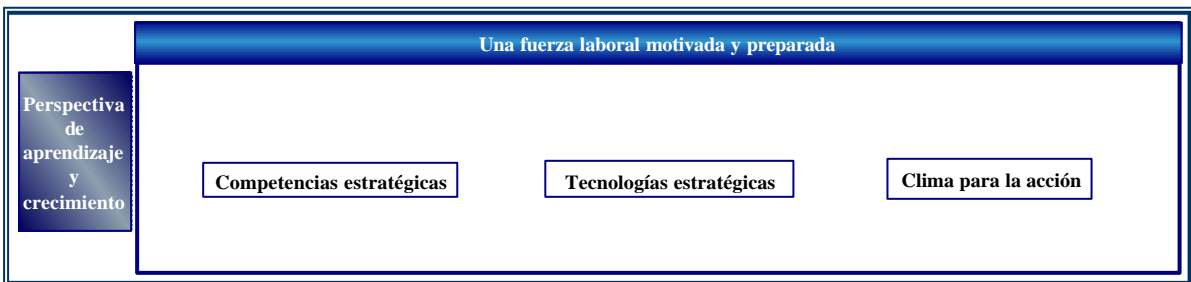 Una fuerza laboral motivada y preparada
Perspectiva
de
aprendizaje
y
crecimiento
Competencias estratégicas
Tecnologías estratégicas
Clima para la acción